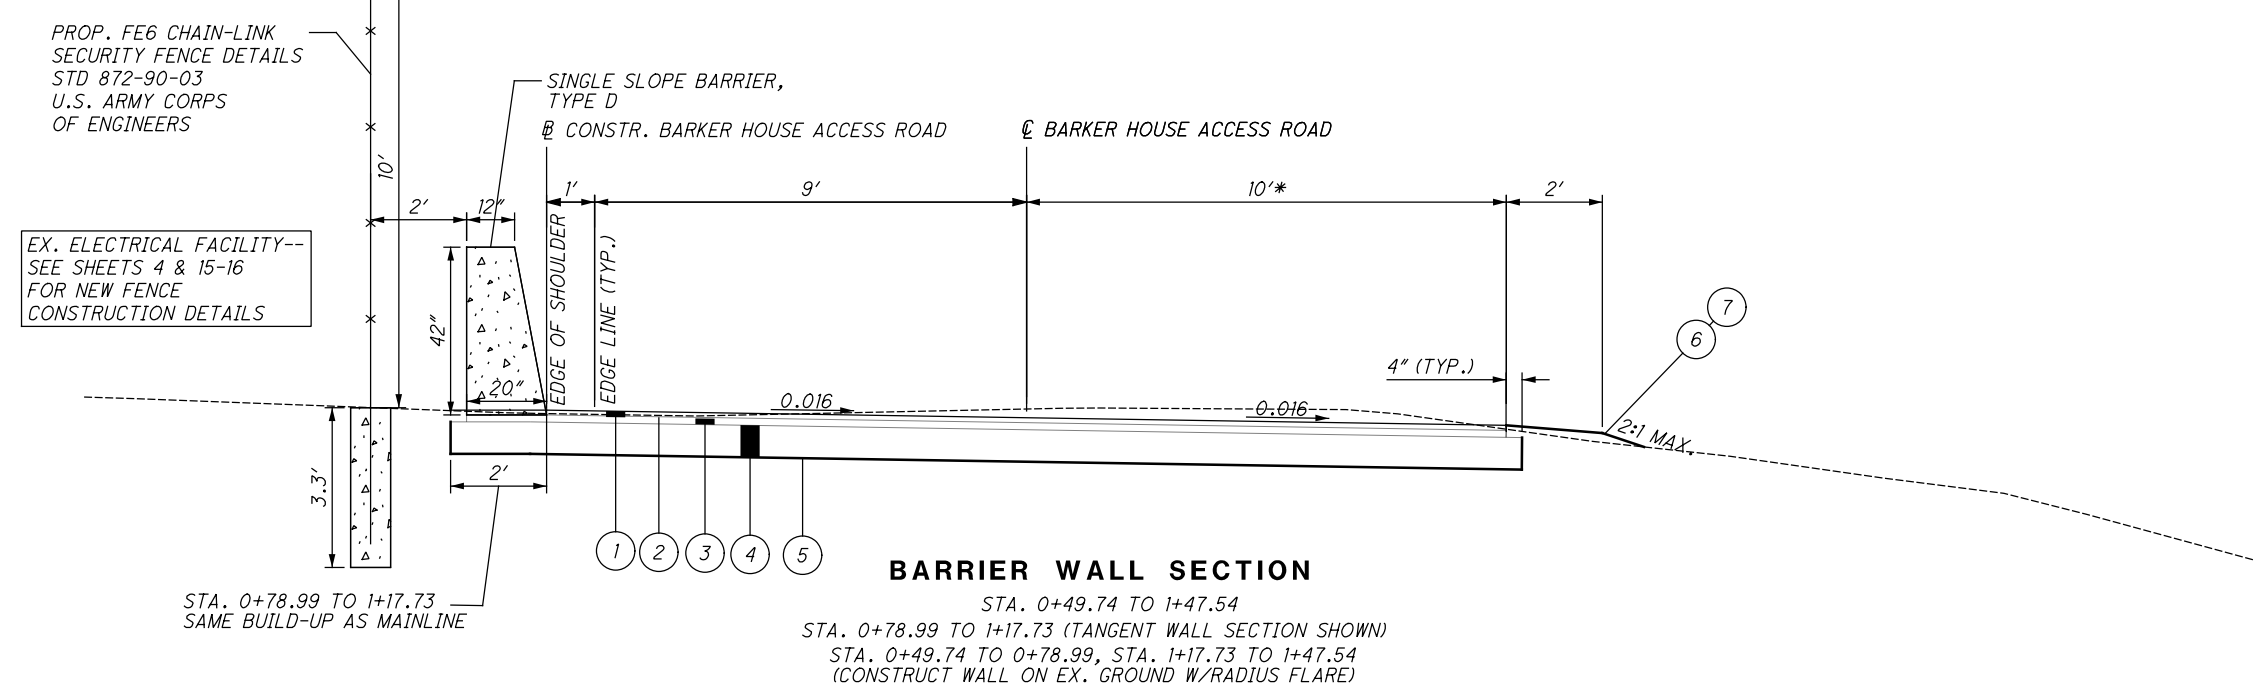 PROP. FE6 CHAIN-LINK
SECURITY FENCE DETAILS
STD 872-90-03
U.S. ARMY CORPS
OF ENGINEERS
SINGLE SLOPE BARRIER,
TYPE D
℄ CONSTR. BARKER HOUSE ACCESS ROAD
℄ BARKER HOUSE ACCESS ROAD
10'
2'
12"
1'
9'
10'*
2'
EX. ELECTRICAL FACILITY--
SEE SHEETS 4 & 15-16
FOR NEW FENCE
CONSTRUCTION DETAILS
42"
EDGE OF SHOULDER
EDGE LINE (TYP.)
20"
0.016
0.016
4" (TYP.)
7
6
2:1 MAX.
3.3'
2'
1
2
3
4
5
STA. 0+78.99 TO 1+17.73
SAME BUILD-UP AS MAINLINE
BARRIER WALL SECTION
STA. 0+49.74 TO 1+47.54
STA. 0+78.99 TO 1+17.73 (TANGENT WALL SECTION SHOWN)
STA. 0+49.74 TO 0+78.99, STA. 1+17.73 TO 1+47.54
(CONSTRUCT WALL ON EX. GROUND W/RADIUS FLARE)